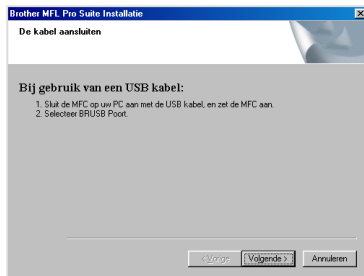 Brother MFL Pro Suite Installatie
De kabel aansluiten
Bij gebruik van een USB kabel:
1. Sluit de MFC op uw PC aan met de USB kabel, en zet de MFC aan.
2. Selecteer BRUSB Poort.
< Vorige
Volgende >
Annuleren